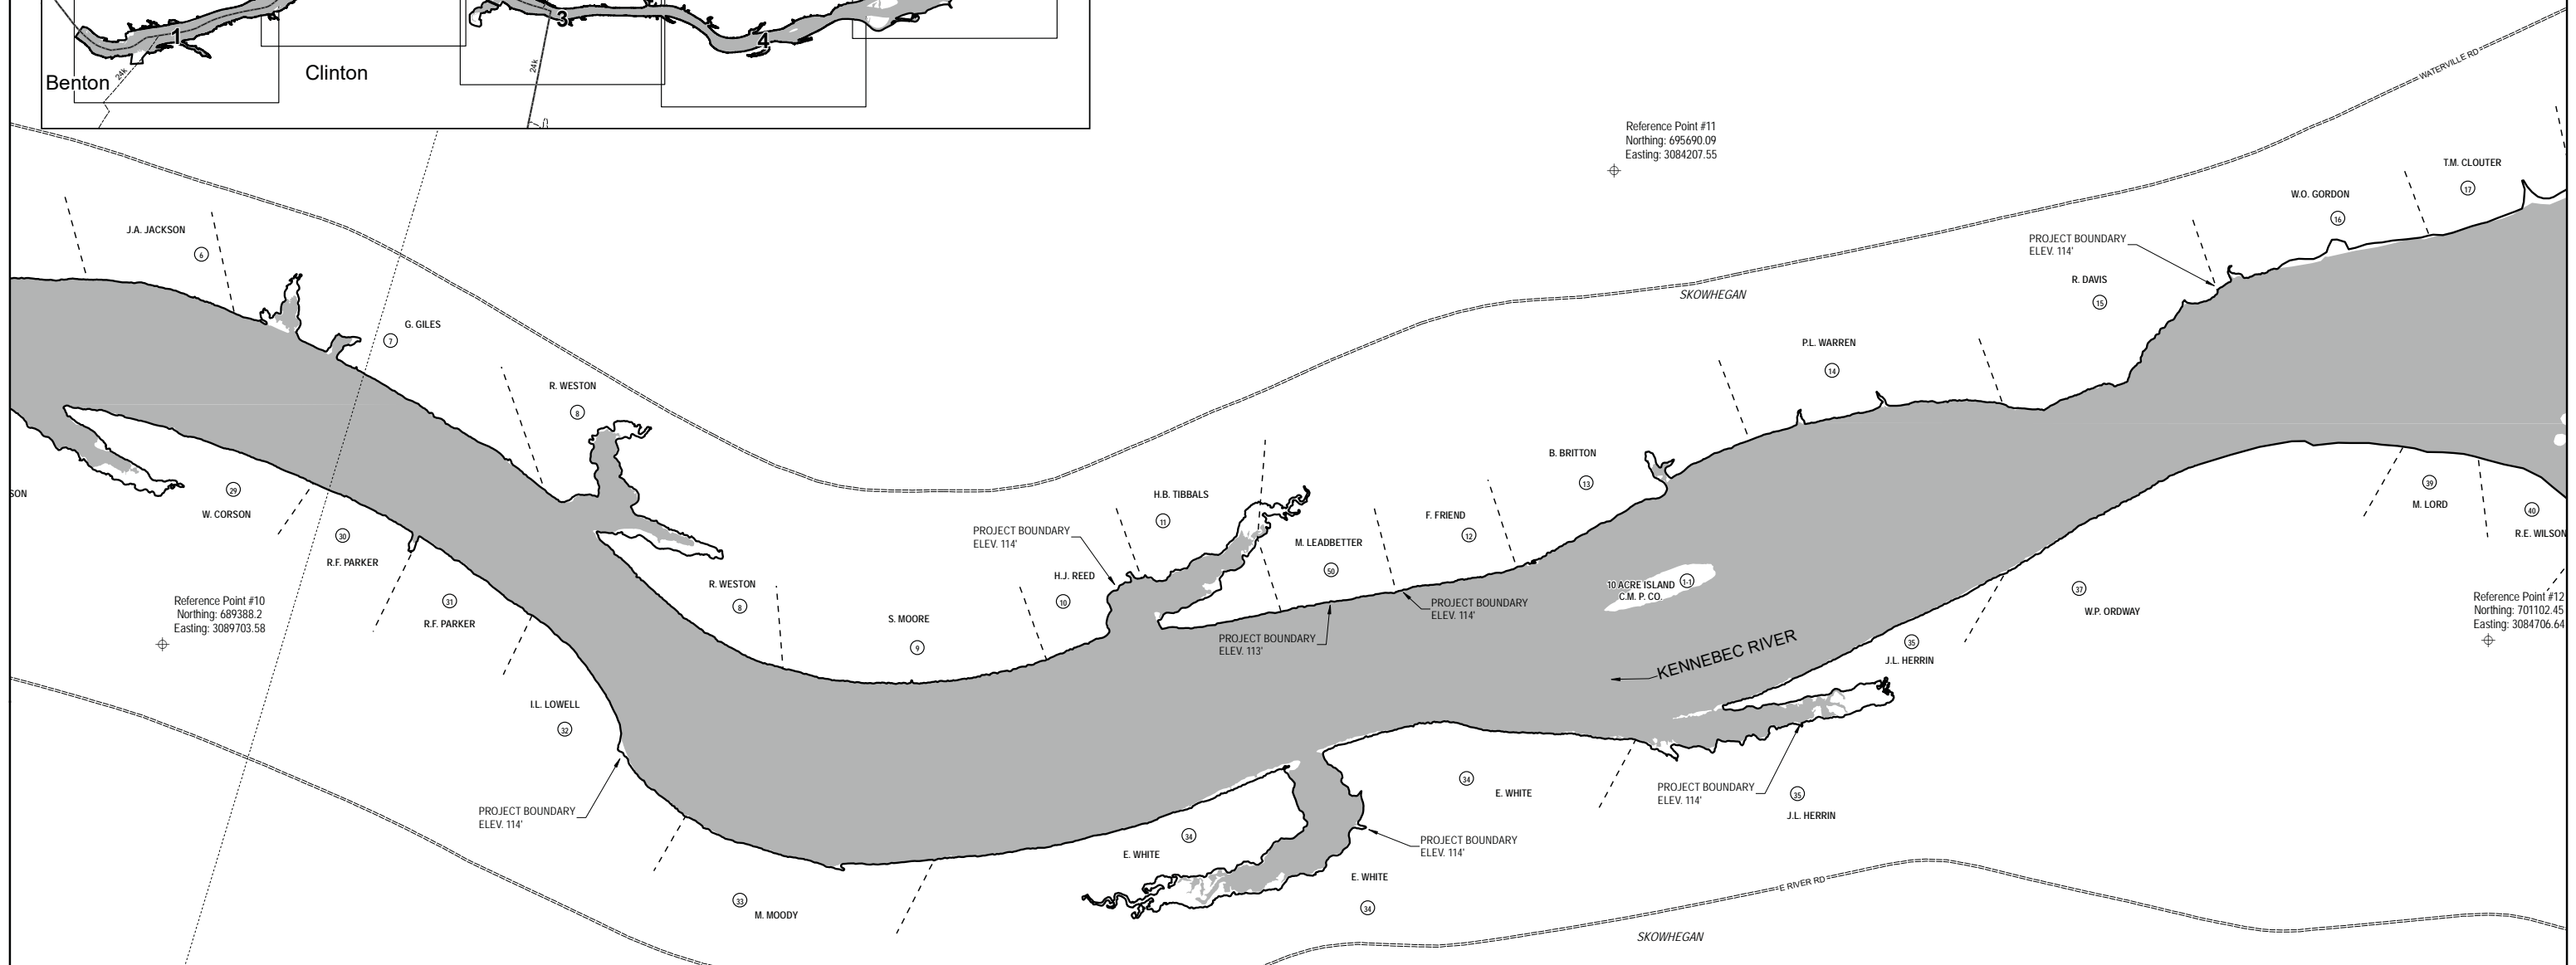 1
3
4
Benton
24k
Clinton
24k
WATERVILLE RD
Reference Point #11
Northing: 695690.09
Easting: 3084207.55
T.M. CLOUTER
17
W.O. GORDON
16
PROJECT BOUNDARY
ELEV. 114'
R. DAVIS
15
SKOWHEGAN
J.A. JACKSON
6
G. GILES
7
P.L. WARREN
14
R. WESTON
8
B. BRITTON
13
SON
29
W. CORSON
H.B. TIBBALS
11
F. FRIEND
12
39
M. LORD
40
R.E. WILSON
30
R.F. PARKER
PROJECT BOUNDARY
ELEV. 114'
M. LEADBETTER
50
H.J. REED
10
R. WESTON
8
10 ACRE ISLAND
1-1
C.M. P. CO.
37
W.P. ORDWAY
Reference Point #10
Northing: 689388.2
Easting: 3089703.58
31
R.F. PARKER
PROJECT BOUNDARY
ELEV. 114'
Reference Point #12
Northing: 701102.45
Easting: 3084706.64
S. MOORE
9
PROJECT BOUNDARY
ELEV. 113'
KENNEBEC RIVER
35
J.L. HERRIN
I.L. LOWELL
32
PROJECT BOUNDARY
ELEV. 114'
34
E. WHITE
PROJECT BOUNDARY
ELEV. 114'
35
J.L. HERRIN
34
E. WHITE
PROJECT BOUNDARY
ELEV. 114'
E. WHITE
34
33
M. MOODY
E RIVER RD
SKOWHEGAN